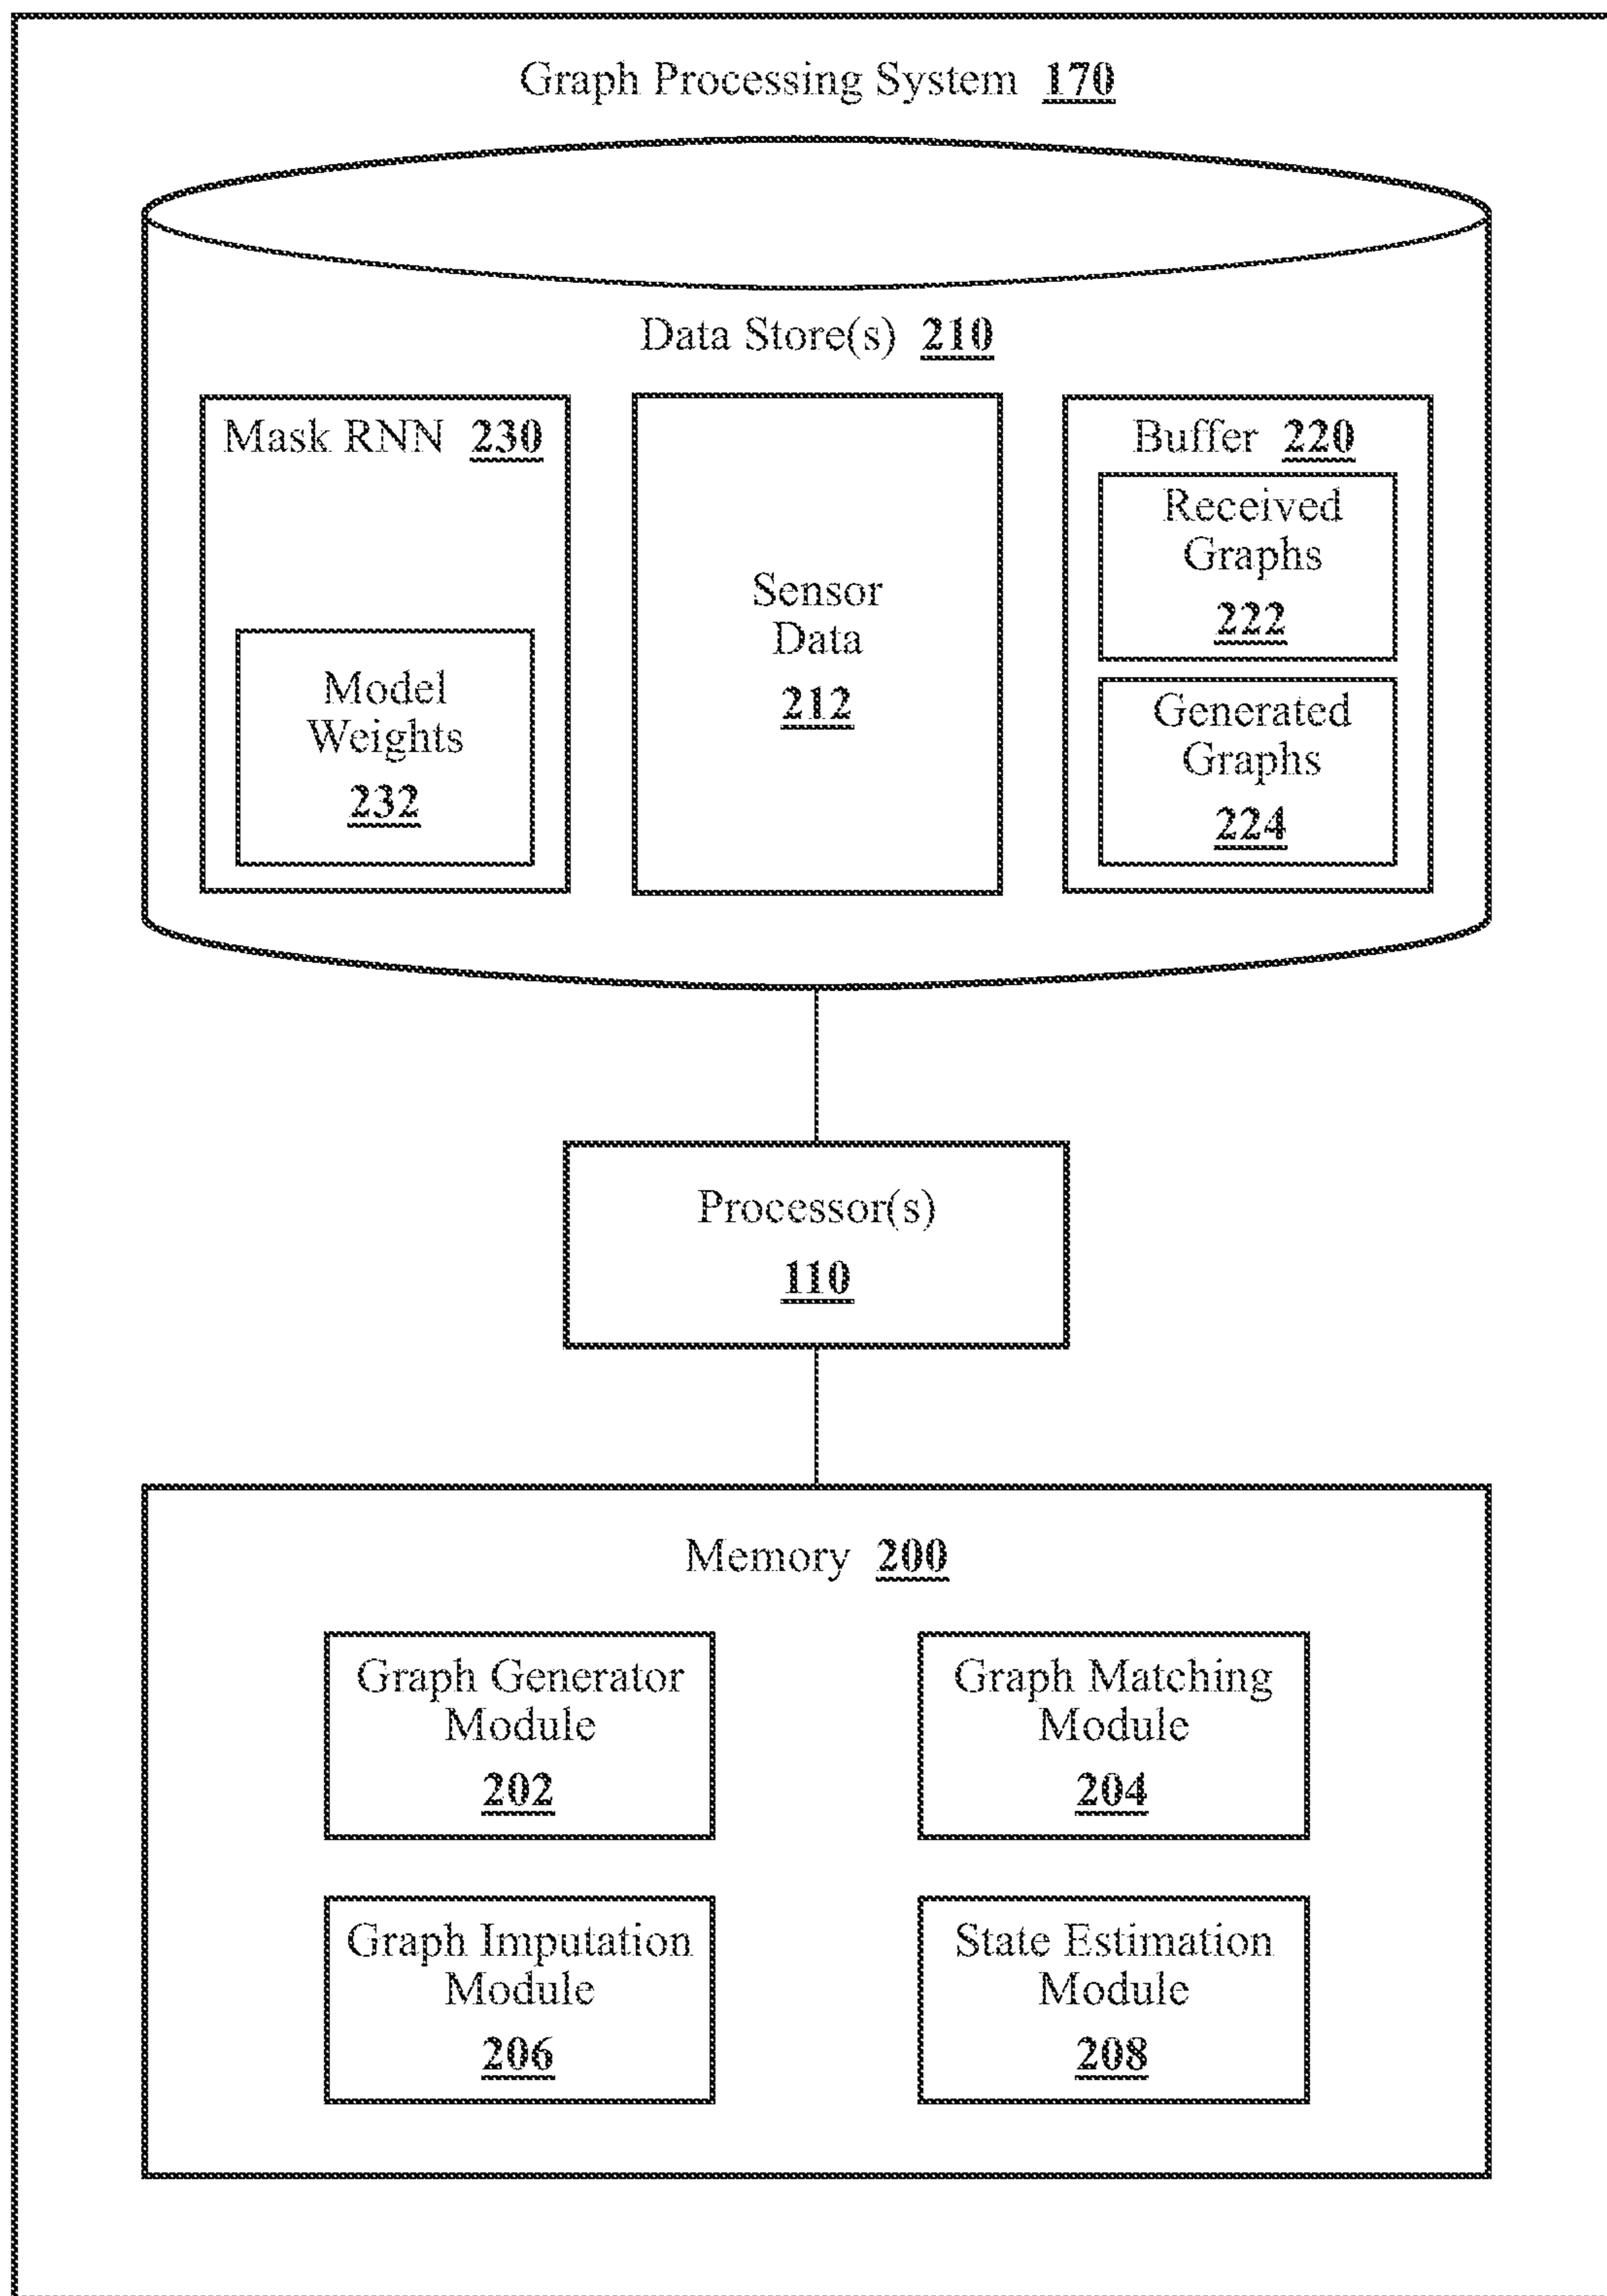 Graph Processing System 170
Data Store(s) 210
Mask RNN 230
Model
Weights
232
Sensor
Data
212
Buffer 220
Received
Graphs
222
Generated
Graphs
224
Processor(s)
110
Memory 200
Graph Generator
Module
202
Graph Matching
Module
204
Graph Imputation
Module
206
State Estimation
Module
208